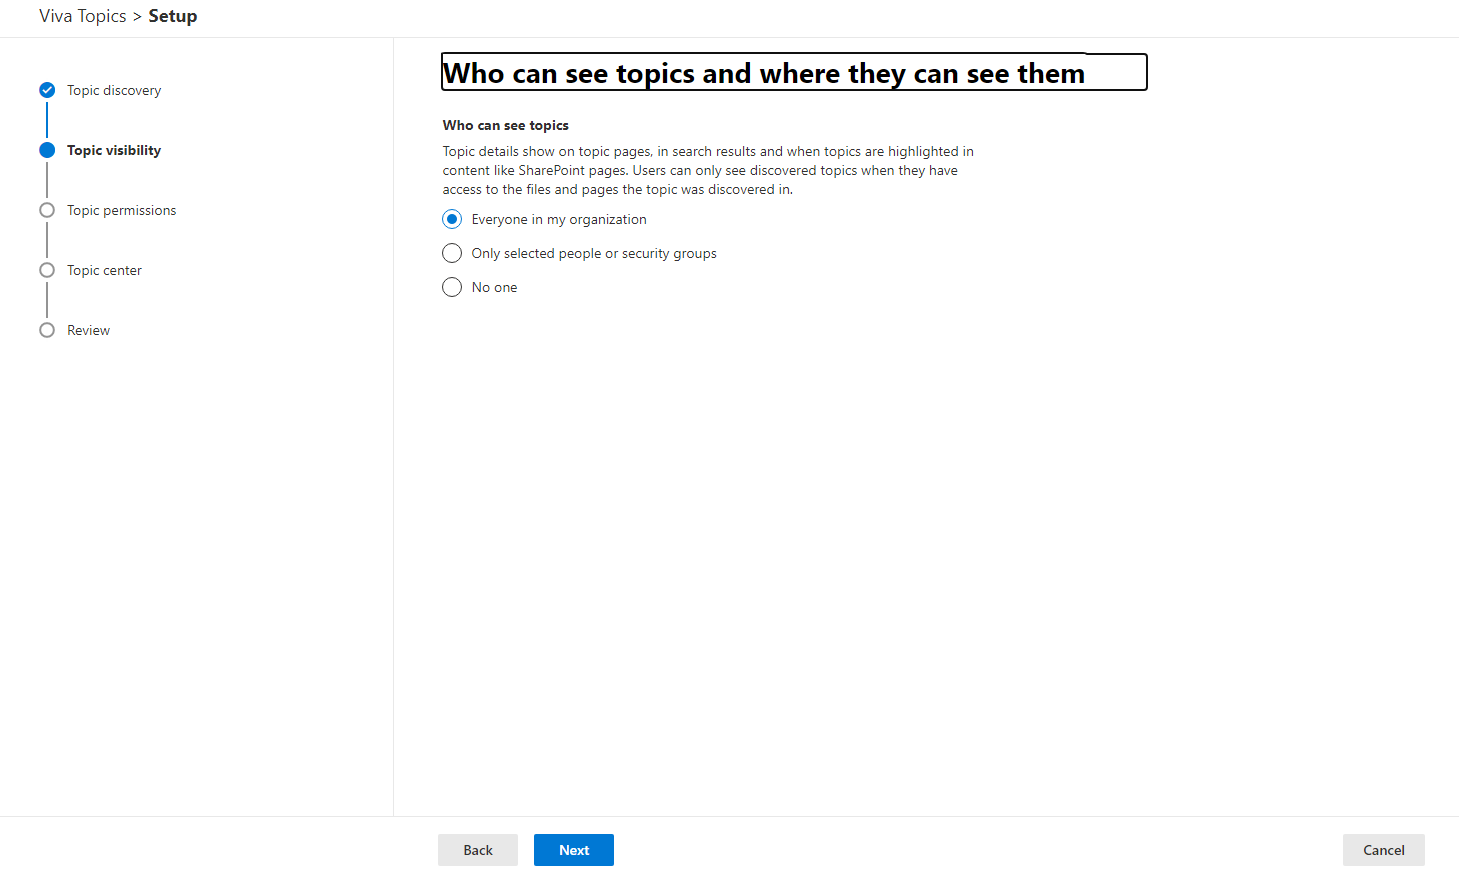 Viva Topics > Setup
Topic discovery
Topic visibility
Topic permissions
Topic center
Review
Who can see topics and where they can see them
Who can see topics
Topic details show on topic pages, in search results and when topics are highlighted in
content like SharePoint pages. Users can only see discovered topics when they have
access to the files and pages the topic was discovered in.
Everyone in my organization
Only selected people or security groups
No one
Back
Next
Cancel